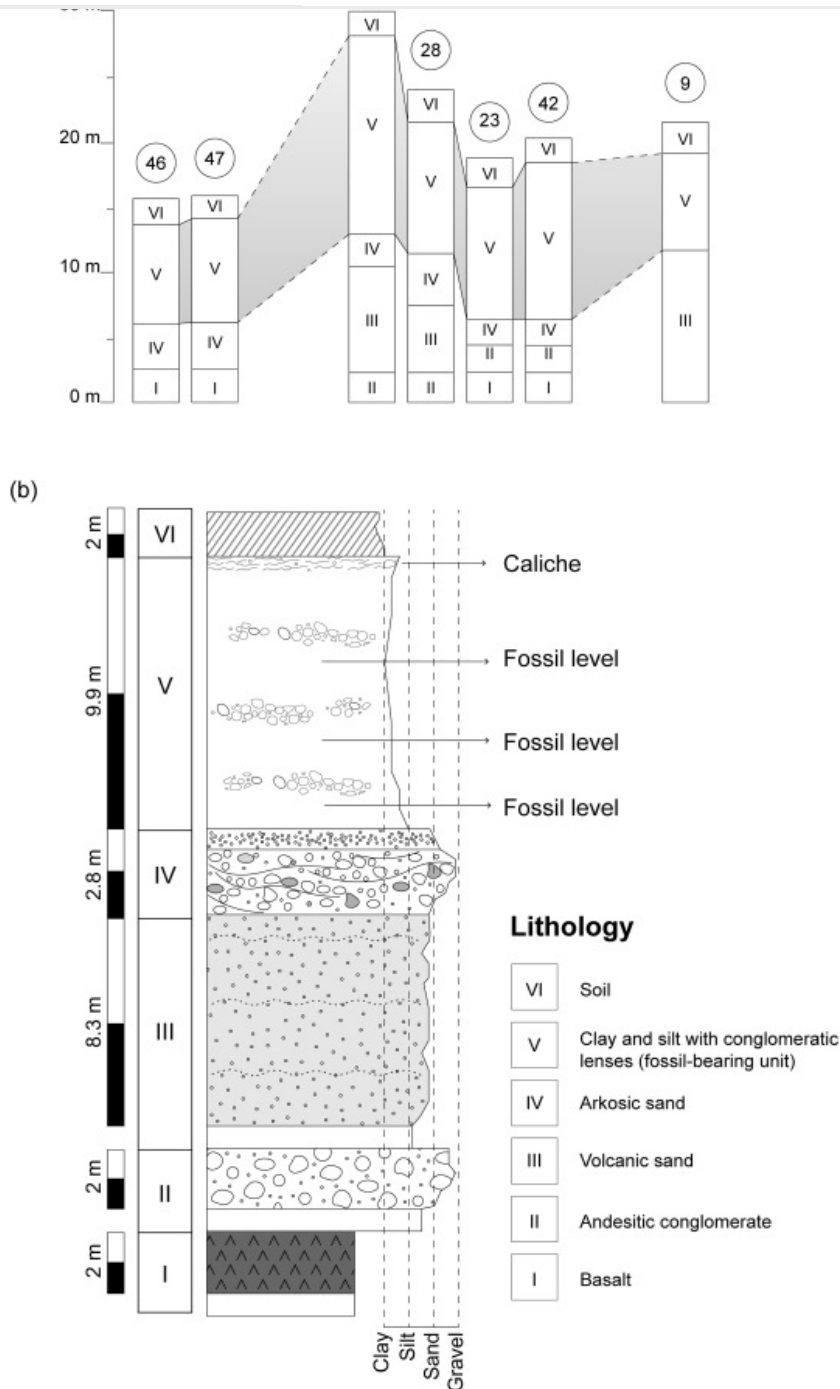 28
9
42
23
47
46
20 m
10 m
0 m
VI
V
IV
I
VI
V
IV
I
VI
V
IV
III
II
VI
V
IV
III
II
VI
V
IV
II
I
VI
V
IV
II
I
VI
V
III
(b)
2 m
VI
Caliche
9.9 m
V
Fossil level
Fossil level
Fossil level
2.8 m
IV
8.3 m
III
2 m
II
2 m
I
Clay
Silt
Sand
Gravel
Lithology
VI Soil
V Clay and silt with conglomeratic
lenses (fossil-bearing unit)
IV Arkosic sand
III Volcanic sand
II Andesitic conglomerate
I Basalt